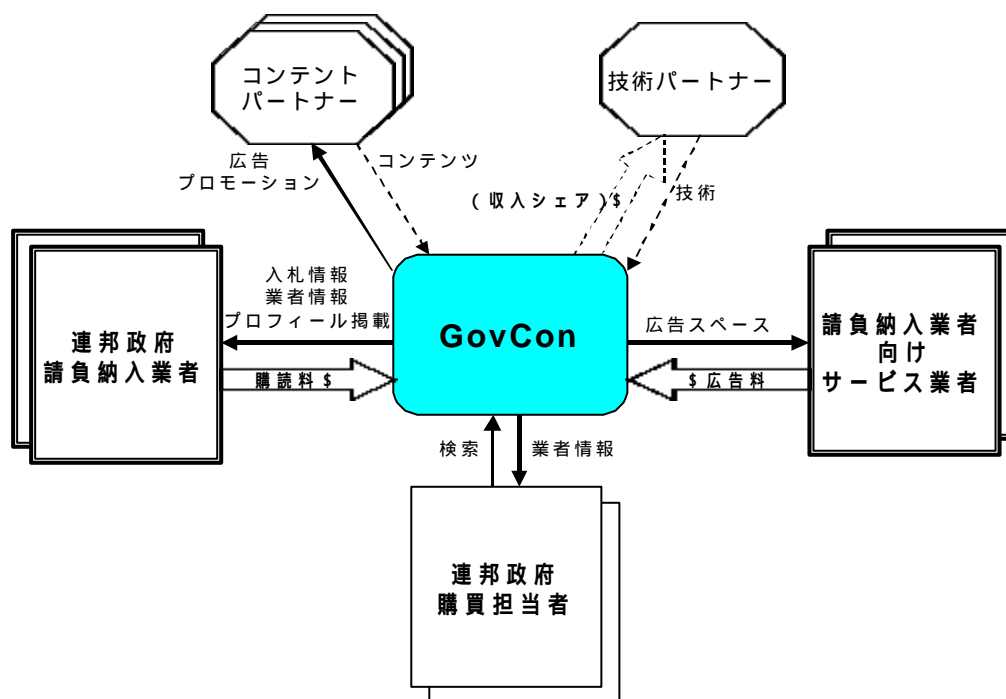 コンテント
パートナー
技術パートナー
広告
プロモーション
コンテンツ
(収入シェア)$
技術
入札情報
業者情報
プロフィール掲載
連邦政府
請負納入業者
購読料$
GovCon
広告スペース
$広告料
請負納入業者
向け
サービス業者
検索
業者情報
連邦政府
購買担当者